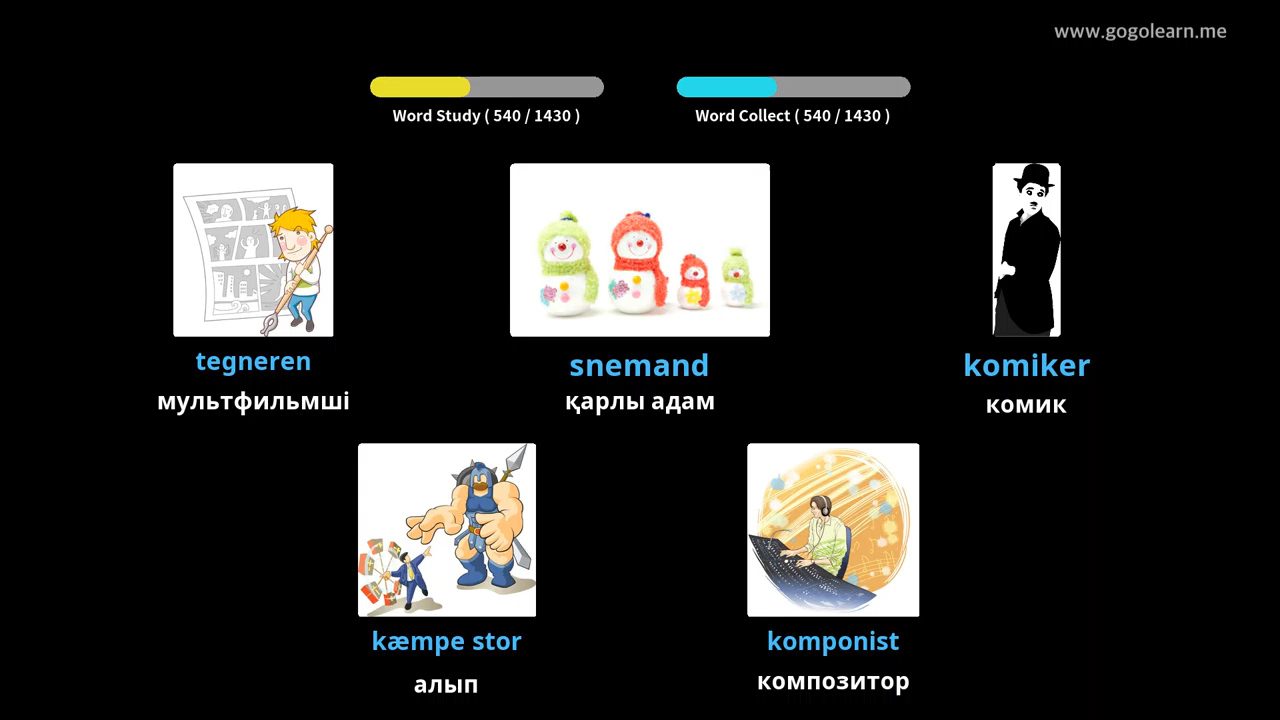 www.gogolearn.me
Word Study ( 540 / 1430 )
Word Collect ( 540 / 1430 )
tegneren
мультфильмші
snemand
қарлы адам
komiker
комик
kæmpe stor
алып
komponist
композитор